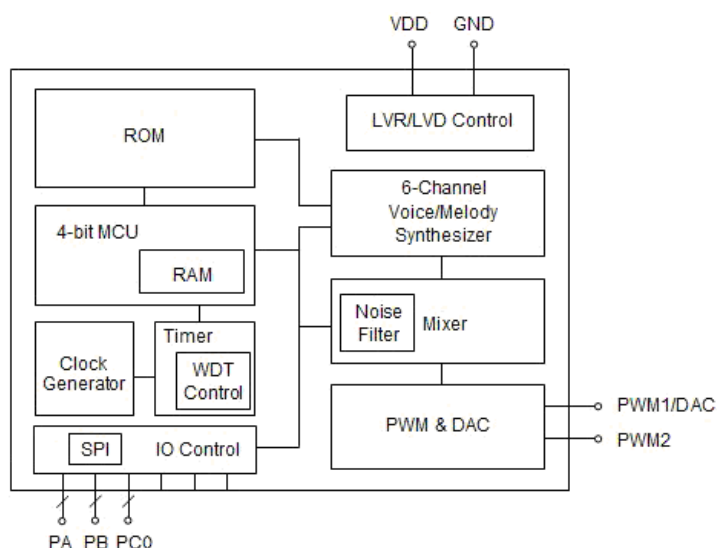 VDD GND
ROM
LVR/LVD Control
6-Channel
Voice/Melody
Synthesizer
4-bit MCU
RAM
Noise
Filter
Mixer
Timer
Clock
Generator
WDT
Control
PWM & DAC
PWM1/DAC
PWM2
SPI
IO Control
PA PB PC0